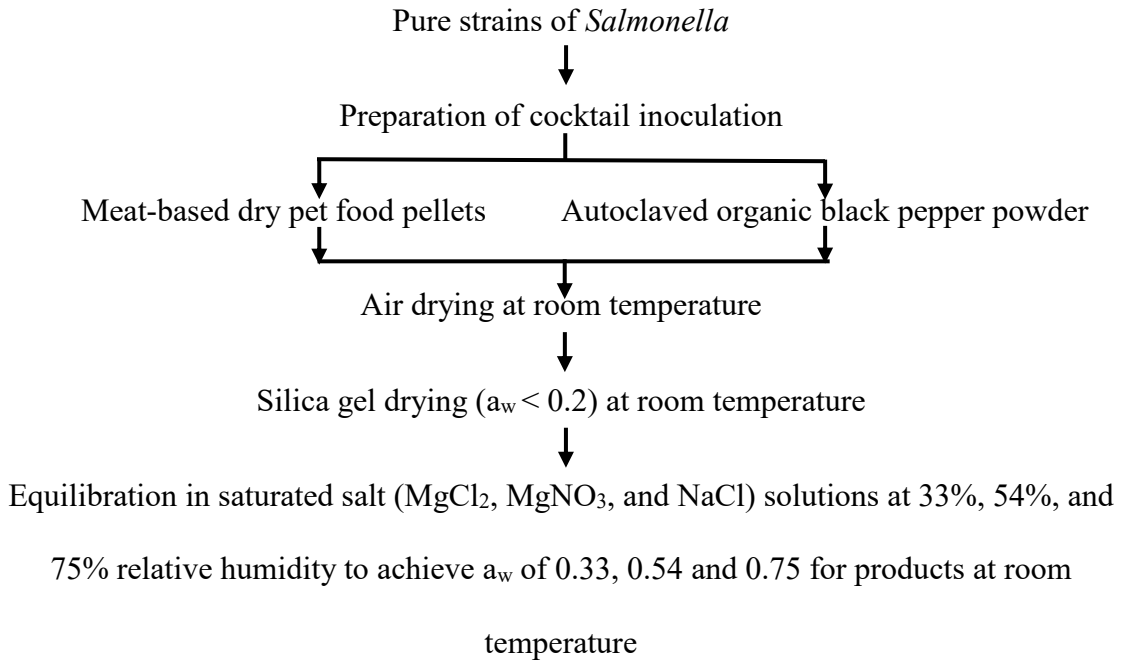 Pure strains of Salmonella
Preparation of cocktail inoculation
Meat-based dry pet food pellets
Autoclaved organic black pepper powder
Air drying at room temperature
Silica gel drying (aw < 0.2) at room temperature
Equilibration in saturated salt (MgCl2, MgNO3, and NaCl) solutions at 33%, 54%, and
75% relative humidity to achieve aw of 0.33, 0.54 and 0.75 for products at room
temperature